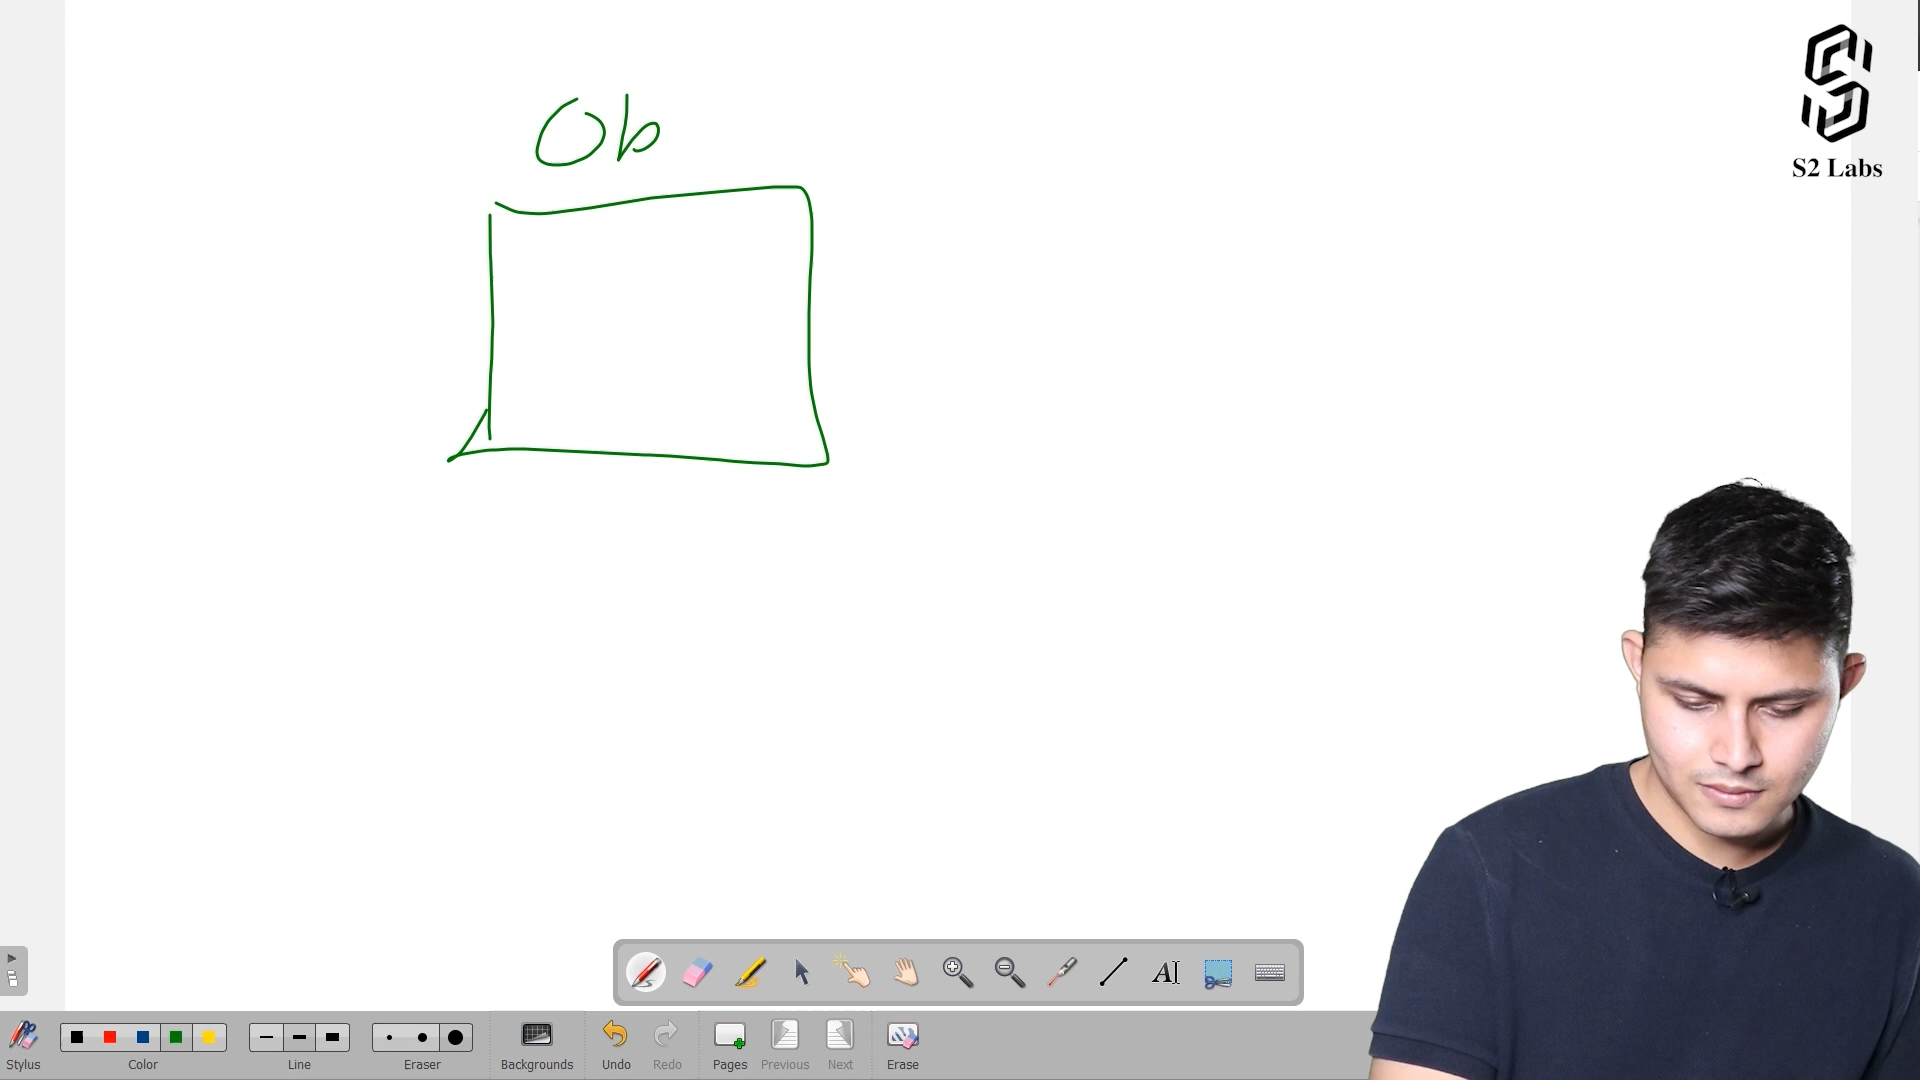 Ob
S2 Labs
Stylus
Color
Line
Eraser
Backgrounds
Undo
Redo
Pages
Previous
Next
Erase